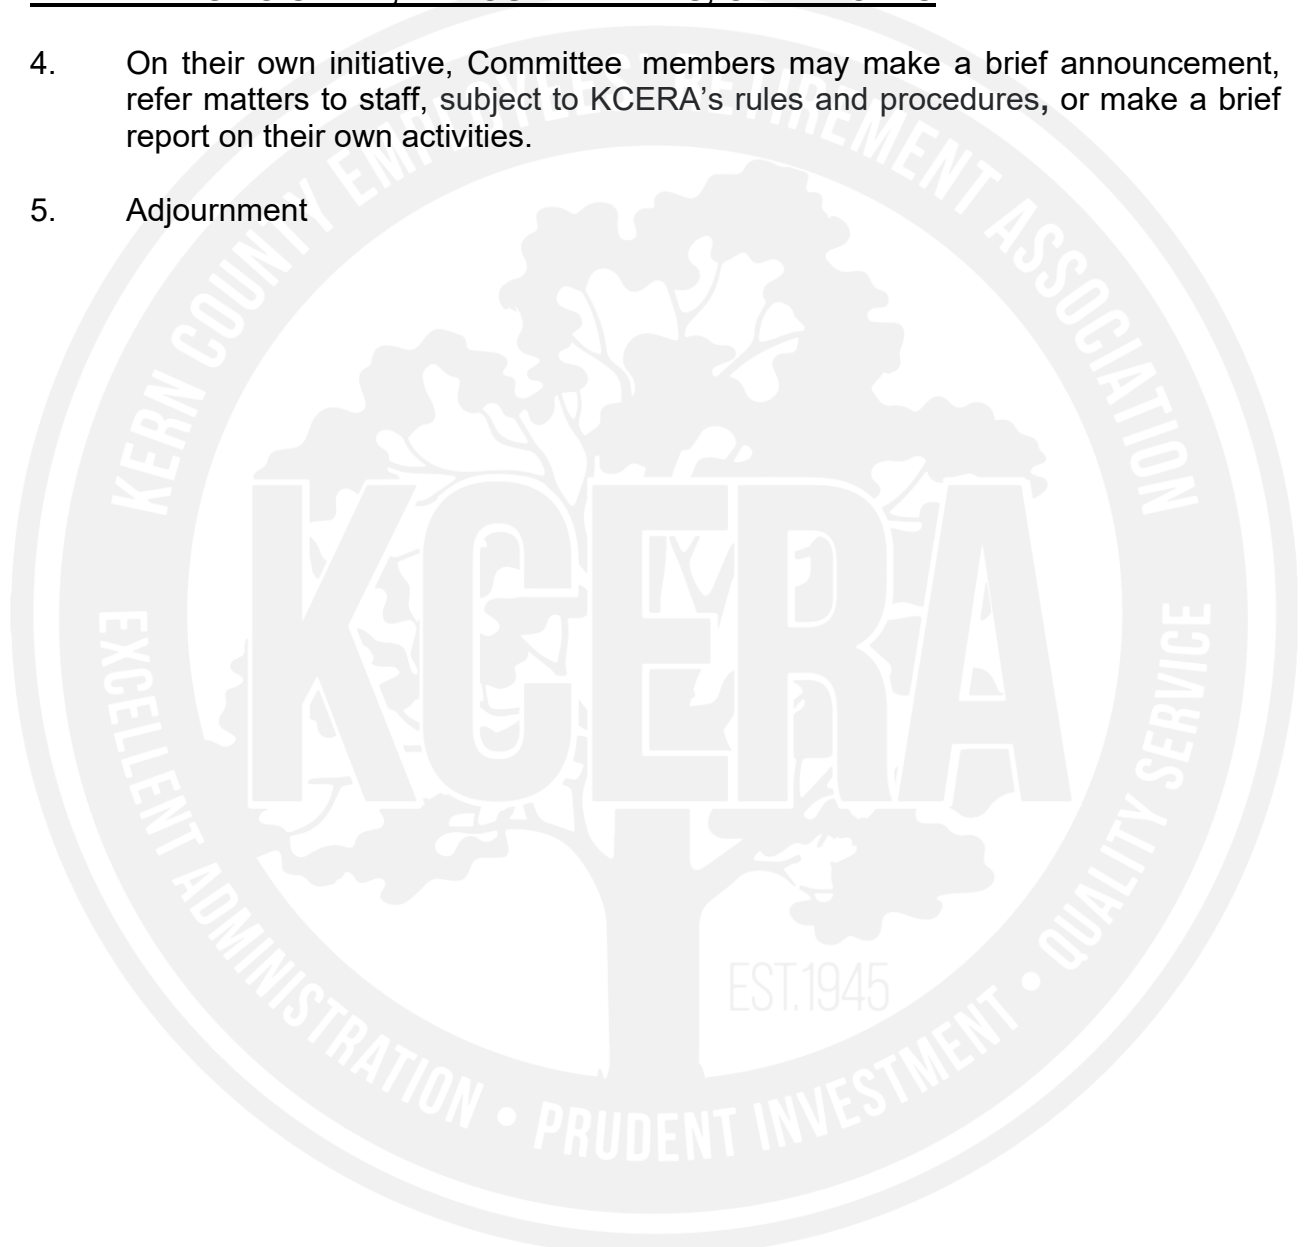 4. On their own initiative, Committee members may make a brief announcement,
refer matters to staff, subject to KCERA’s rules and procedures, or make a brief
report on their own activities.
5. Adjournment
KERN COUNTY EMPLOYEES' RETIREMENT ASSOCIATION
KCERA
EST.1945
EXCELLENT ADMINISTRATION • PRUDENT INVESTMENT • QUALITY SERVICE